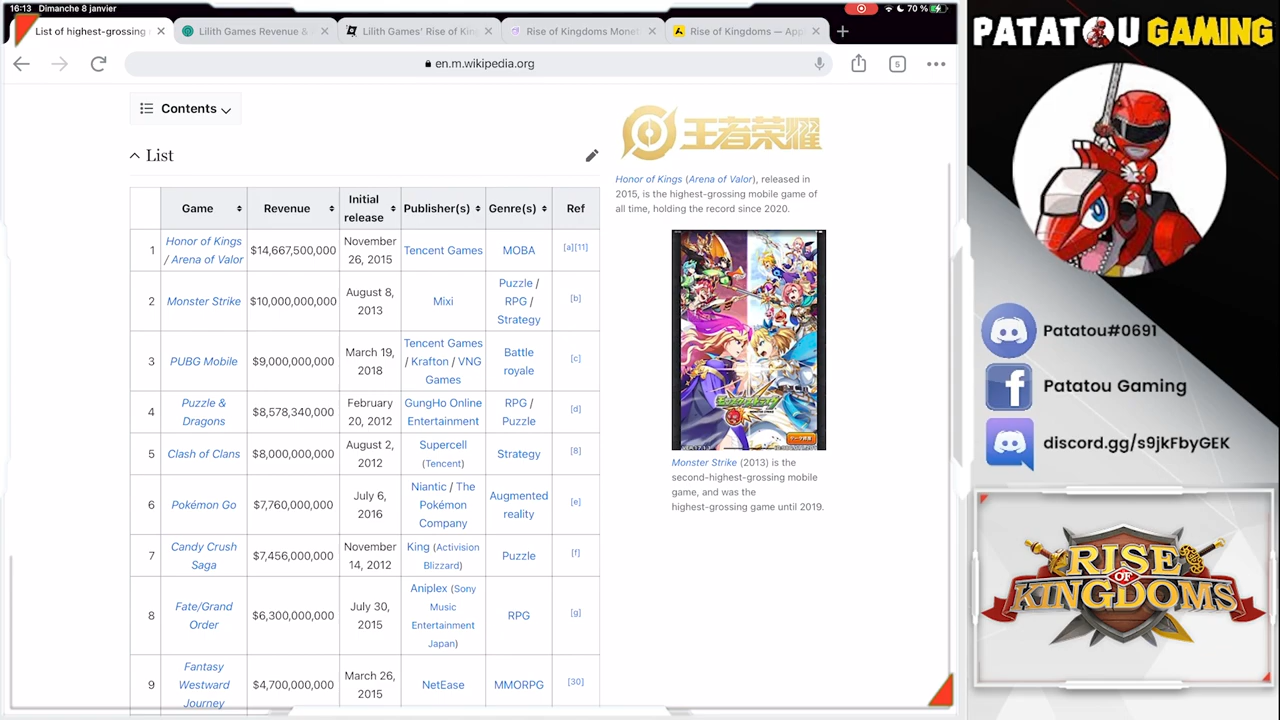 16:13 Dimanche 8 janvier
70 %
List of highest-grossing
Lilith Games Revenue &
Lilith Games' Rise of King
Rise of Kingdoms Monet
Rise of Kingdoms — App
en.m.wikipedia.org
5
Contents
List
Game
Revenue
Initial
release
Publisher(s)
Genre(s)
Ref
1
Honor of Kings
/ Arena of Valor
$14,667,500,000
November
26, 2015
Tencent Games
MOBA
[a][11]
2
Monster Strike
$10,000,000,000
August 8,
2013
Mixi
Puzzle /
RPG /
Strategy
[b]
3
PUBG Mobile
$9,000,000,000
March 19,
2018
Tencent Games
/ Krafton / VNG
Games
Battle
royale
[c]
4
Puzzle &
Dragons
$8,578,340,000
February
20, 2012
GungHo Online
Entertainment
RPG /
Puzzle
[d]
5
Clash of Clans
$8,000,000,000
August 2,
2012
Supercell
(Tencent)
Strategy
[8]
6
Pokémon Go
$7,760,000,000
July 6,
2016
Niantic / The
Pokémon
Company
Augmented
reality
[e]
7
Candy Crush
Saga
$7,456,000,000
November
14, 2012
King (Activision
Blizzard)
Puzzle
[f]
8
Fate/Grand
Order
$6,300,000,000
July 30,
2015
Aniplex (Sony
Music
Entertainment
Japan)
RPG
[g]
9
Fantasy
Westward
Journey
$4,700,000,000
March 26,
2015
NetEase
MMORPG
[30]
王者荣耀
Honor of Kings (Arena of Valor), released in
2015, is the highest-grossing mobile game of
all time, holding the record since 2020.
モンスターストライク
Monster Strike (2013) is the
second-highest-grossing mobile
game, and was the
highest-grossing game until 2019.
PATATOU GAMING
Patatou#0691
Patatou Gaming
discord.gg/s9jkFbyGEK
RISE
OF
KINGDOMS